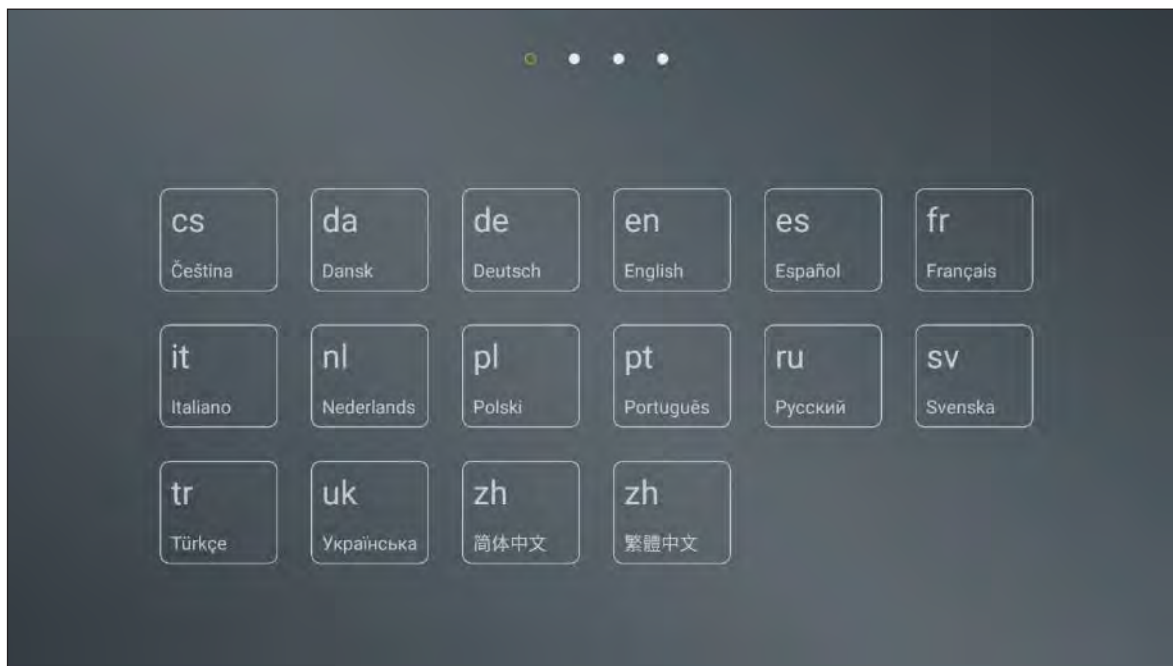 cs
Čeština
da
Dansk
de
Deutsch
en
English
es
Español
fr
Français
it
Italiano
nl
Nederlands
pl
Polski
pt
Português
ru
Русский
sv
Svenska
tr
Türkçe
uk
Українська
zh
简体中文
zh
繁體中文